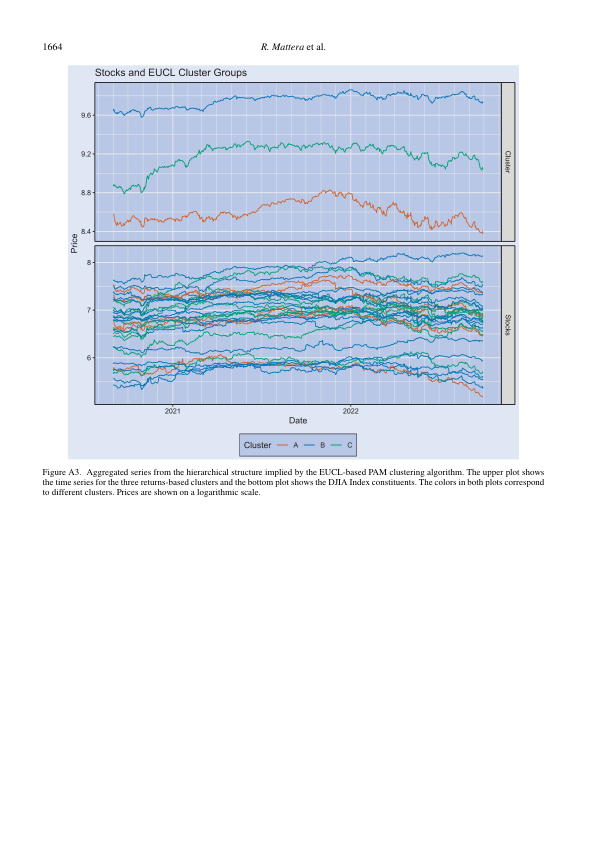 1664
R. Mattera et al.
Stocks and EUCL Cluster Groups
9.6
9.2
8.8
8.4
Cluster
Price
8
7
6
Stocks
2021
2022
Date
Cluster A B C
Figure A3. Aggregated series from the hierarchical structure implied by the EUCL-based PAM clustering algorithm. The upper plot shows
the time series for the three returns-based clusters and the bottom plot shows the DJIA Index constituents. The colors in both plots correspond
to different clusters. Prices are shown on a logarithmic scale.